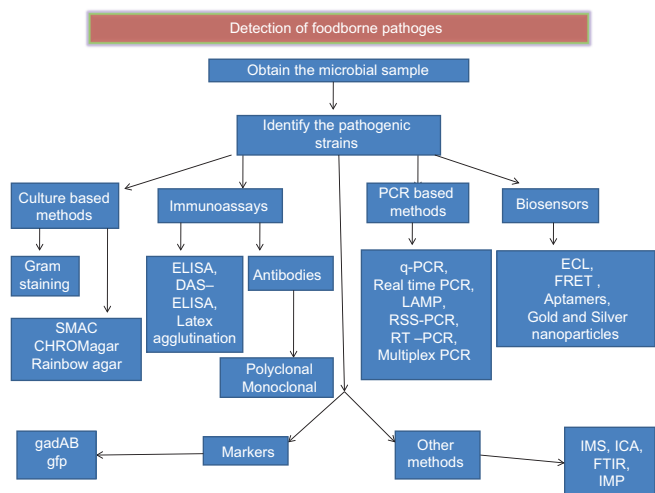 Detection of foodborne pathoges
Obtain the microbial sample
Identify the pathogenic
strains
Culture based
methods
Immunoassays
PCR based
methods
Biosensors
Gram
staining
SMAC
CHROMagar
Rainbow agar
ELISA,
DAS–
ELISA,
Latex
agglutination
Antibodies
Polyclonal
Monoclonal
q-PCR,
Real time PCR,
LAMP,
RSS-PCR,
RT –PCR,
Multiplex PCR
ECL,
FRET ,
Aptamers,
Gold and Silver
nanoparticles
gadAB
gfp
Markers
Other
methods
IMS, ICA,
FTIR,
IMP